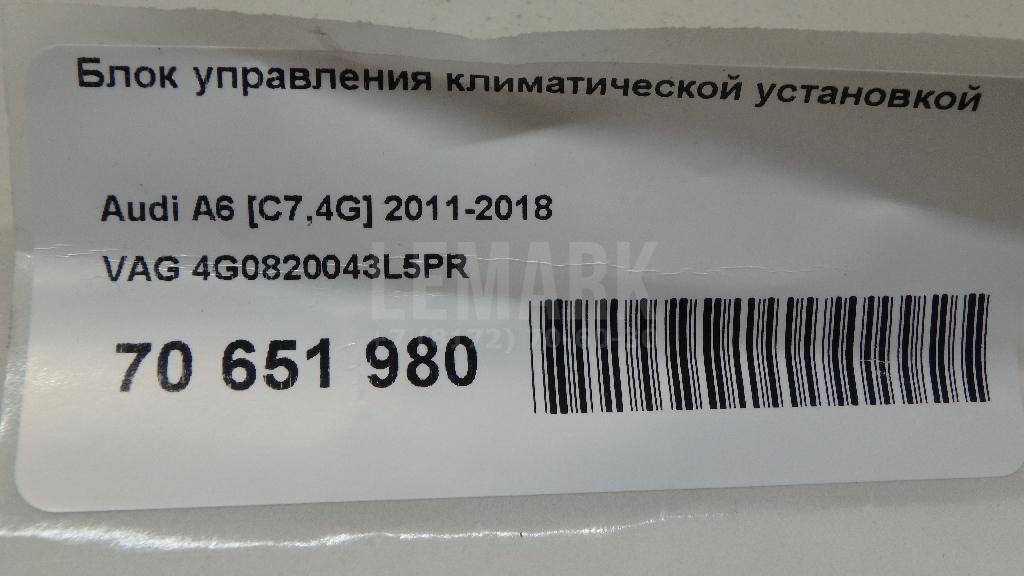 Блок управления климатической установкой
Audi A6 [C7,4G] 2011-2018
VAG 4G0820043L5PR
LEMARK
70 651 980